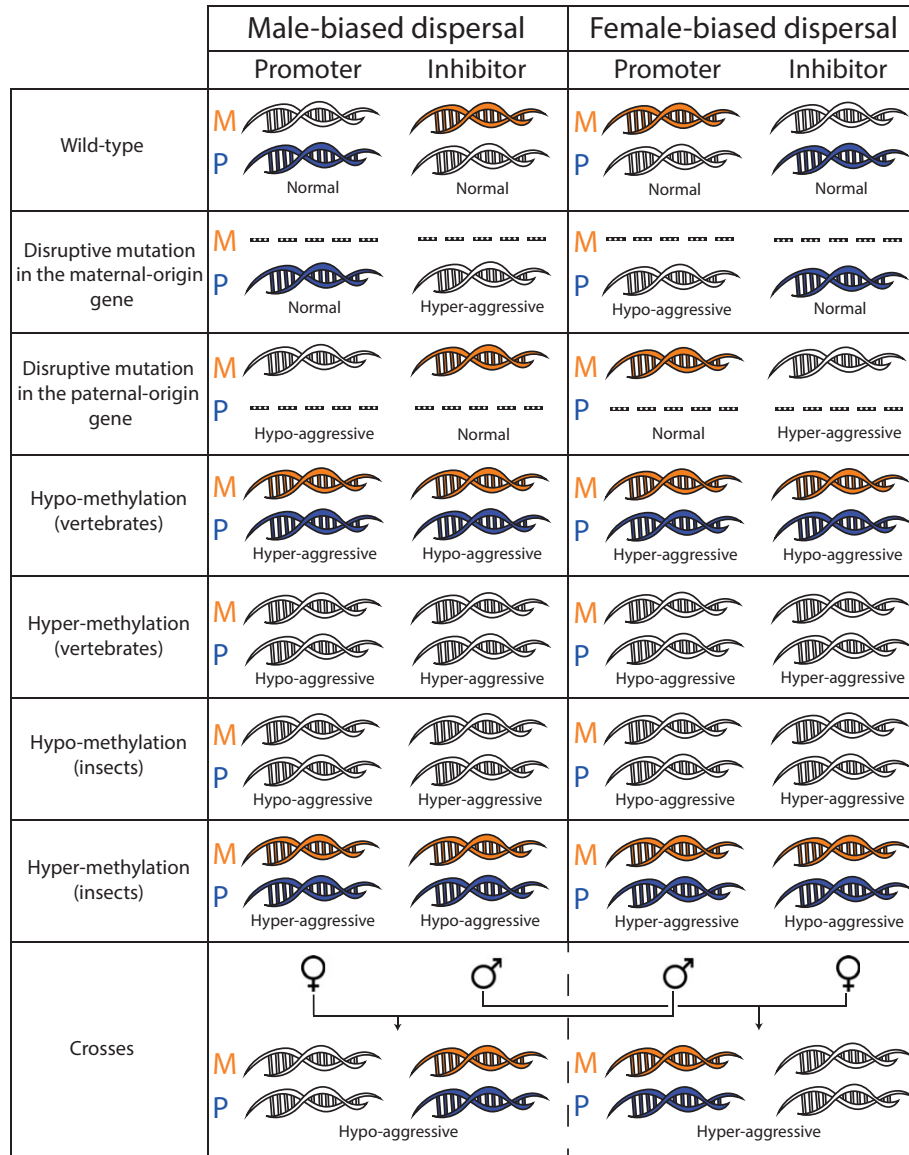 Male-biased dispersal Female-biased dispersal
Promoter Inhibitor Promoter Inhibitor
Wild-type
M M
P P
Normal Normal Normal Normal
Disruptive mutation
in the maternal-origin
gene
M M
P P
Normal Hyper-aggressive Hypo-aggressive Normal
Disruptive mutation
in the paternal-origin
gene
M M
P P
Hypo-aggressive Normal Normal Hyper-aggressive
Hypo-methylation
(vertebrates)
M M
P P
Hyper-aggressive Hypo-aggressive Hyper-aggressive Hypo-aggressive
Hyper-methylation
(vertebrates)
M M
P P
Hypo-aggressive Hyper-aggressive Hypo-aggressive Hyper-aggressive
Hypo-methylation
(insects)
M M
P P
Hypo-aggressive Hyper-aggressive Hypo-aggressive Hyper-aggressive
Hyper-methylation
(insects)
M M
P P
Hyper-aggressive Hypo-aggressive Hyper-aggressive Hypo-aggressive
Crosses
♀ ♂ ♂ ♀
M M
P P
Hypo-aggressive Hyper-aggressive